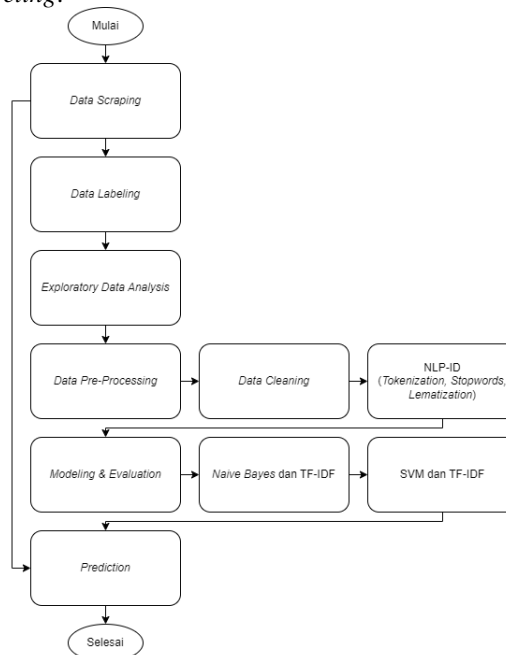 Mulai
Data Scraping
Data Labeling
Exploratory Data Analysis
Data Pre-Processing
Data Cleaning
NLP-ID
(Tokenization, Stopwords,
Lematization)
Modeling & Evaluation
Naive Bayes dan TF-IDF
SVM dan TF-IDF
Prediction
Selesai